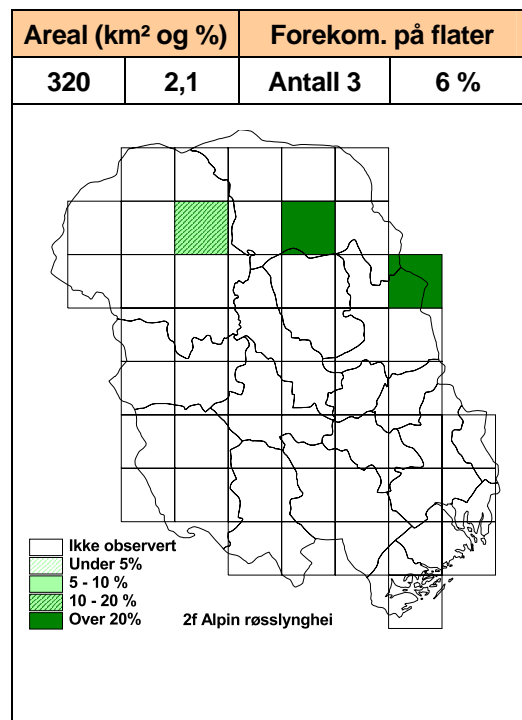 Areal (km² og %) Forekom. på flater
320 2,1 Antall 3 6 %
Ikke observert
Under 5%
5 - 10 %
10 - 20 %
Over 20%
2f Alpin røsslynghei